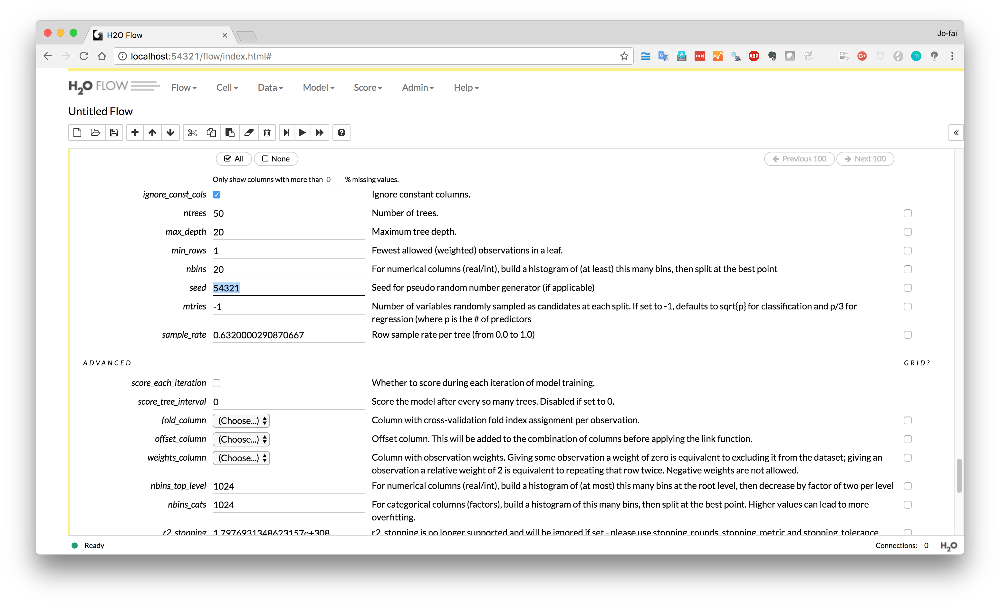 H2O Flow
Jo-fai
localhost:54321/flow/index.html#
H2O FLOW Flow Cell Data Model Score Admin Help
Untitled Flow
All None Previous 100 Next 100
Only show columns with more than 0 % missing values.
ignore_const_cols Ignore constant columns.
ntrees 50 Number of trees.
max_depth 20 Maximum tree depth.
min_rows 1 Fewest allowed (weighted) observations in a leaf.
nbins 20 For numerical columns (real/int), build a histogram of (at least) this many bins, then split at the best point
seed 54321 Seed for pseudo random number generator (if applicable)
mtries -1 Number of variables randomly sampled as candidates at each split. If set to -1, defaults to sqrt{p} for classification and p/3 for
regression (where p is the # of predictors
sample_rate 0.6320000290870667 Row sample rate per tree (from 0.0 to 1.0)
ADVANCED GRID?
score_each_iteration Whether to score during each iteration of model training.
score_tree_interval 0 Score the model after every so many trees. Disabled if set to 0.
fold_column (Choose...) Column with cross-validation fold index assignment per observation.
offset_column (Choose...) Offset column. This will be added to the combination of columns before applying the link function.
weights_column (Choose...) Column with observation weights. Giving some observation a weight of zero is equivalent to excluding it from the dataset; giving an
observation a relative weight of 2 is equivalent to repeating that row twice. Negative weights are not allowed.
nbins_top_level 1024 For numerical columns (real/int), build a histogram of (at most) this many bins at the root level, then decrease by factor of two per level
nbins_cats 1024 For categorical columns (factors), build a histogram of this many bins, then split at the best point. Higher values can lead to more
overfitting.
r2_stopping 1.7976931348623157e+308 r2_stopping is no longer supported and will be ignored if set - please use stopping_rounds, stopping_metric and stopping_tolerance
Ready Connections: 0 H2O